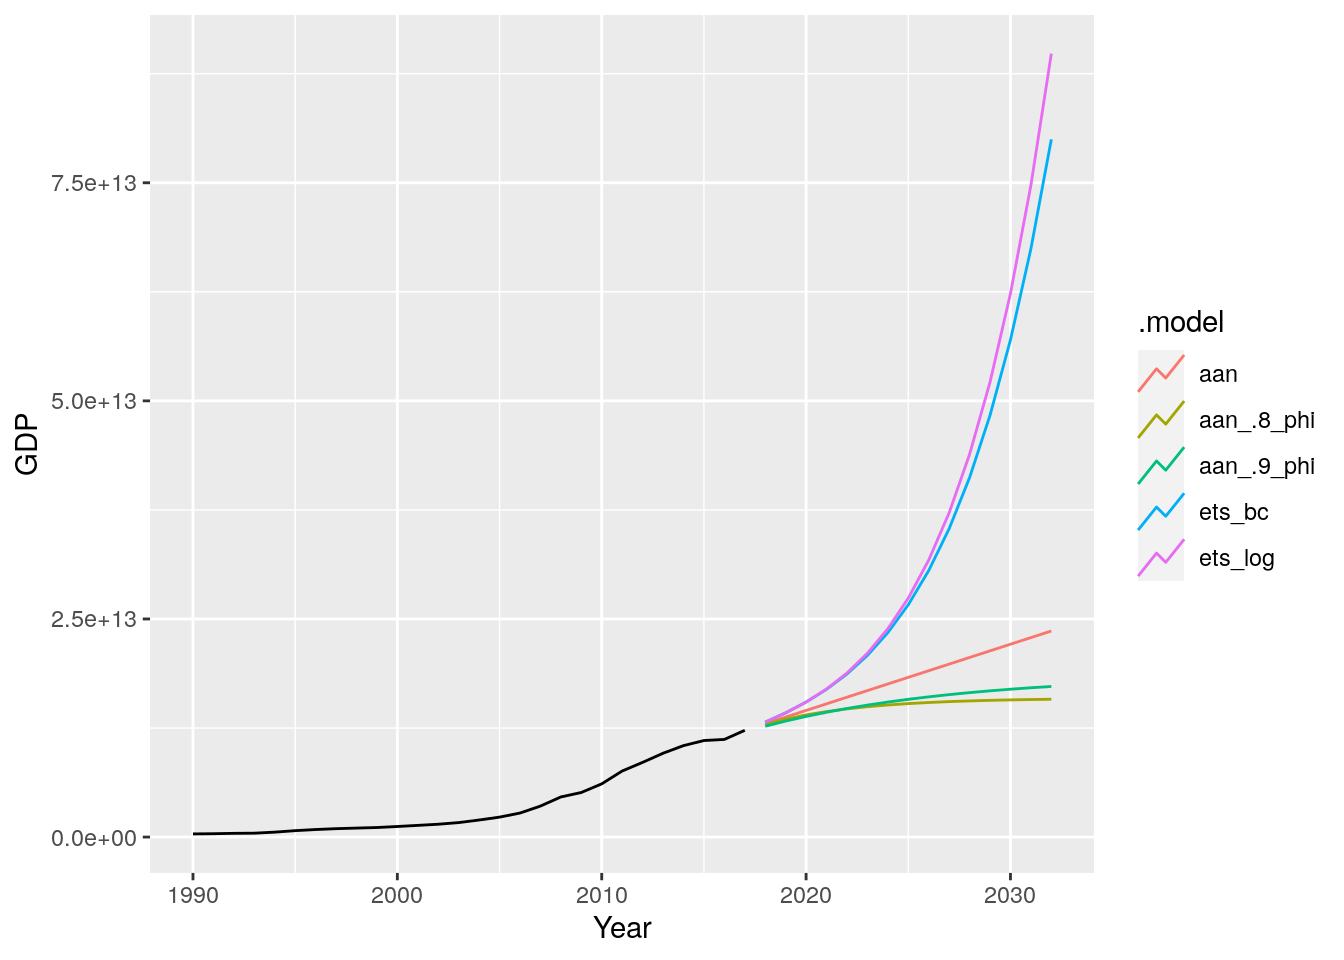 7.5e+13
5.0e+13
2.5e+13
0.0e+00
GDP
1990 2000 2010 2020 2030
Year
.model
aan
aan_.8_phi
aan_.9_phi
ets_bc
ets_log